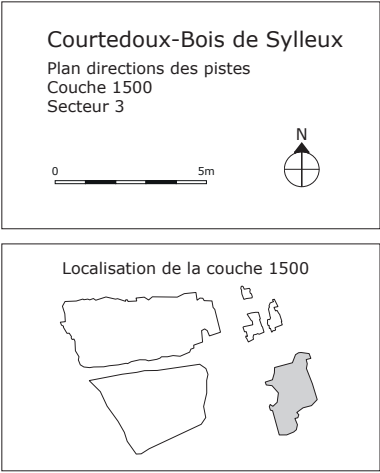 Courtedoux-Bois de Sylleux
Plan directions des pistes
Couche 1500
Secteur 3
N
0 5m
Localisation de la couche 1500